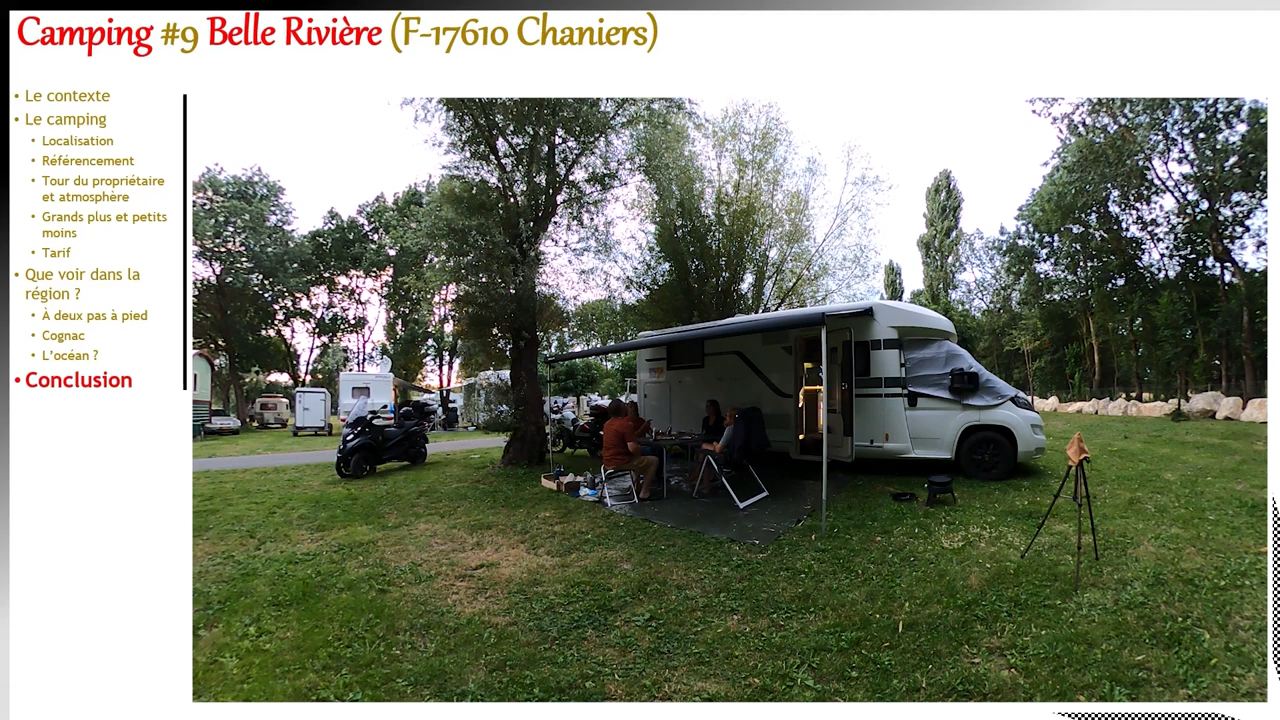 Camping #9 Belle Rivière (F-17610 Chaniers)
• Le contexte
• Le camping
• Localisation
• Référencement
• Tour du propriétaire
et atmosphère
• Grands plus et petits
moins
• Tarif
• Que voir dans la
région ?
• À deux pas à pied
• Cognac
• L'océan ?
• Conclusion